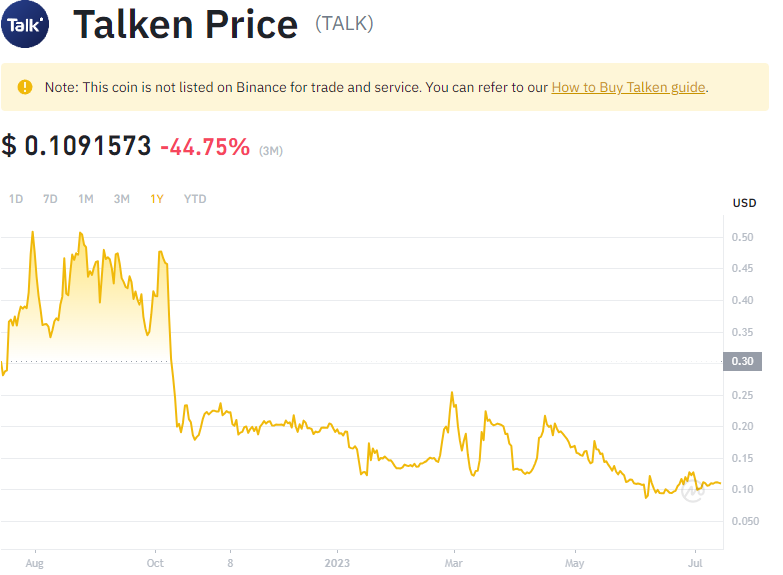 Talk Talken Price (TALK)
Note: This coin is not listed on Binance for trade and service. You can refer to our How to Buy Talken guide.
$ 0.1091573 -44.75% (3M)
1D 7D 1M 3M 1Y YTD
USD
0.50
0.45
0.40
0.35
0.30
0.25
0.20
0.15
0.10
0.050
Aug Oct 8 2023 Mar May Jul